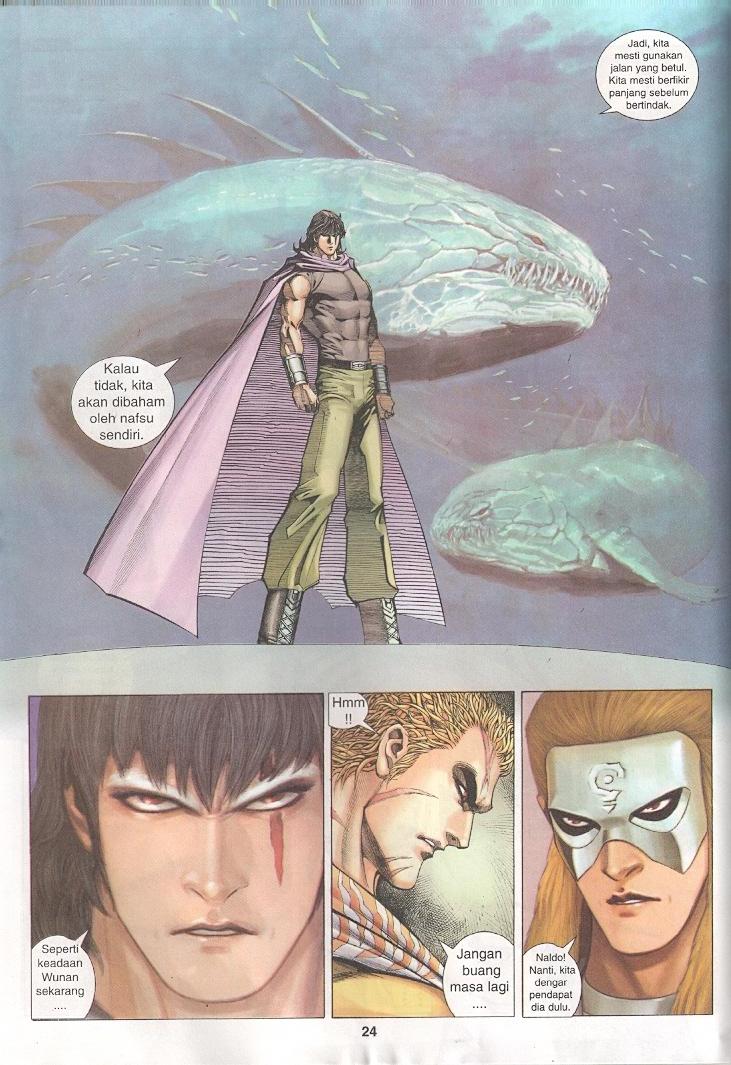 Jadi, kita
mesti gunakan
jalan yang betul.
Kita mesti berfikir
panjang sebelum
bertindak.
Kalau
tidak, kita
akan dibaham
oleh nafsu
sendiri.
Seperti
keadaan
Wunan
sekarang
....
Hmm
!!
Jangan
buang
masa lagi
....
Naldo!
Nanti, kita
dengar
pendapat
dia dulu.
24